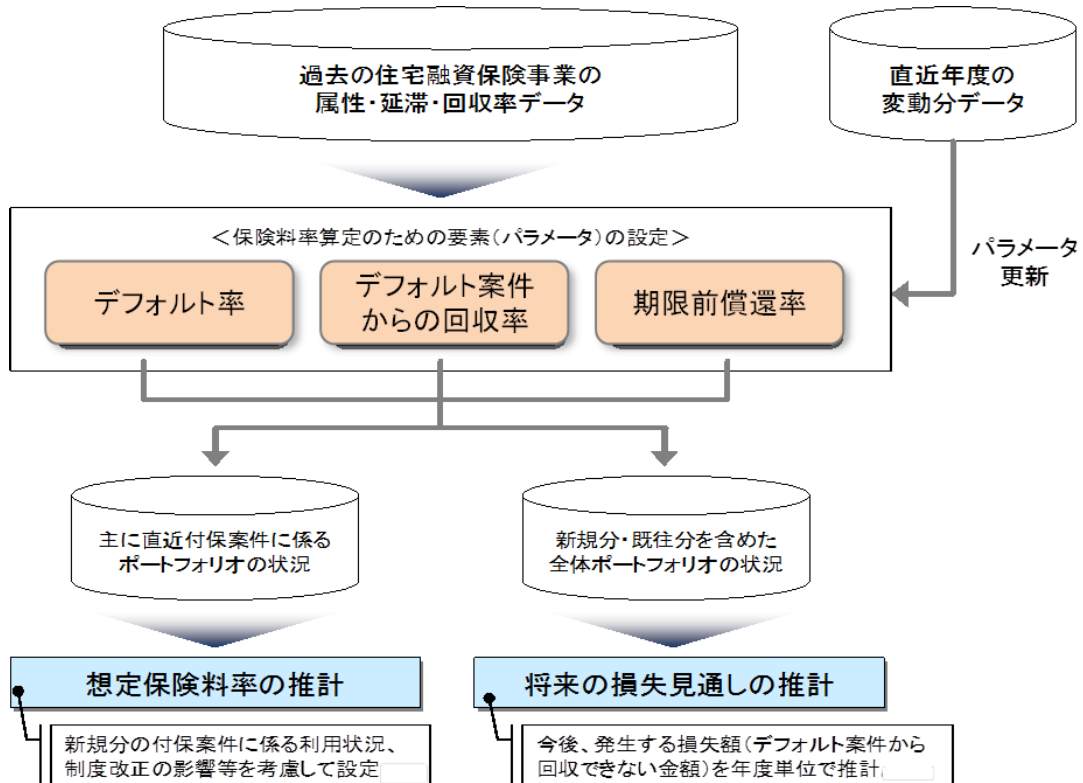 過去の住宅融資保険事業の
属性・延滞・回収率データ
直近年度の
変動分データ
＜保険料率算定のための要素（パラメータ）の設定＞
パラメータ
更新
デフォルト率
デフォルト案件
からの回収率
期限前償還率
主に直近付保案件に係る
ポートフォリオの状況
新規分・既往分を含めた
全体ポートフォリオの状況
想定保険料率の推計
将来の損失見通しの推計
新規分の付保案件に係る利用状況、
制度改正の影響等を考慮して設定
今後、発生する損失額（デフォルト案件から
回収できない金額）を年度単位で推計